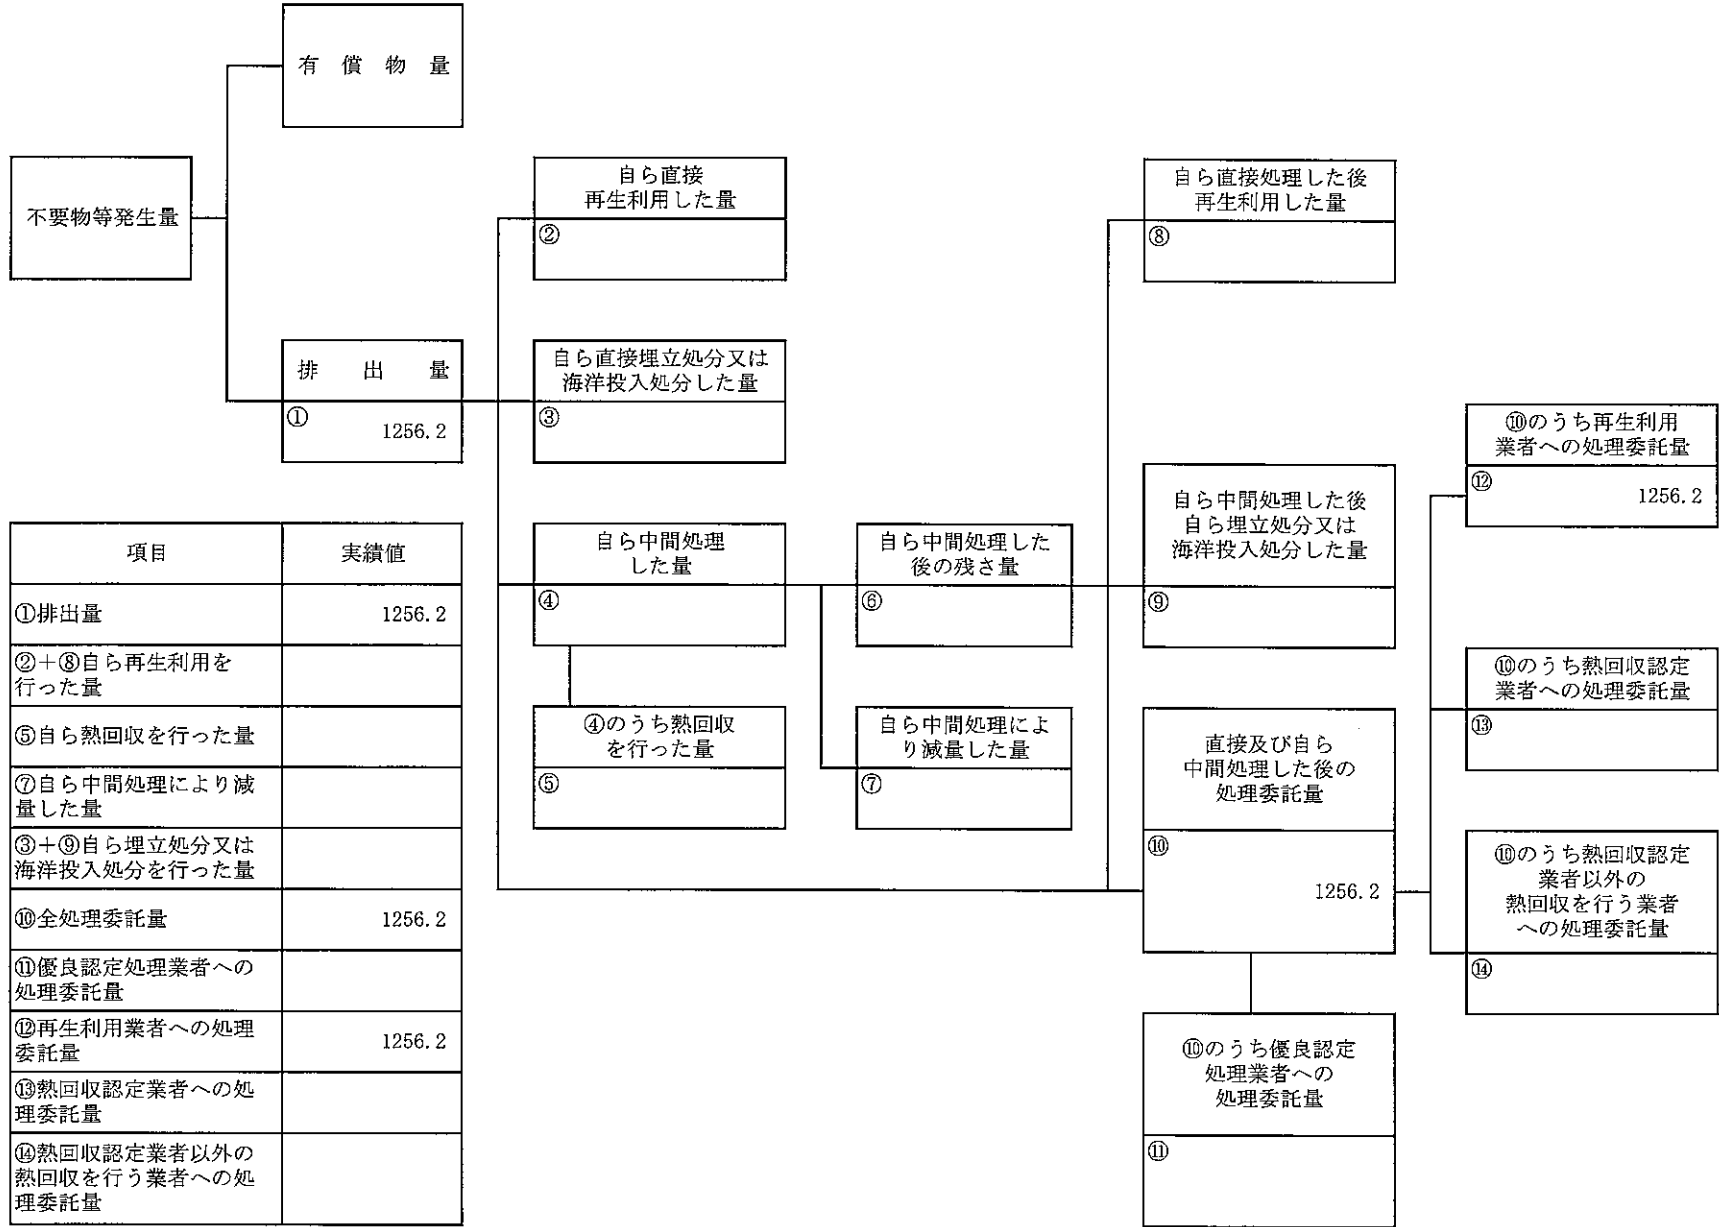 有償物量
不要物等発生量
排出量
①
1256.2
自ら直接
再生利用した量
②
自ら直接埋立処分又は
海洋投入処分した量
③
自ら中間処理
した量
④
④のうち熱回収
を行った量
⑤
自ら中間処理した
後の残さ量
⑥
自ら中間処理によ
り減量した量
⑦
自ら直接処理した後
再生利用した量
⑧
自ら中間処理した後
自ら埋立処分又は
海洋投入処分した量
⑨
直接及び自ら
中間処理した後の
処理委託量
⑩
1256.2
⑩のうち優良認定
処理業者への
処理委託量
⑪
⑩のうち再生利用
業者への処理委託量
⑫
1256.2
⑩のうち熱回収認定
業者への処理委託量
⑬
⑩のうち熱回収認定
業者以外の
熱回収を行う業者
への処理委託量
⑭
項目 実績値
①排出量 1256.2
②+⑧自ら再生利用を
行った量
⑤自ら熱回収を行った量
⑦自ら中間処理により減
量した量
③+⑨自ら埋立処分又は
海洋投入処分を行った量
⑩全処理委託量 1256.2
⑪優良認定処理業者への
処理委託量
⑫再生利用業者への処理
委託量 1256.2
⑬熱回収認定業者への処
理委託量
⑭熱回収認定業者以外の
熱回収を行う業者への処
理委託量